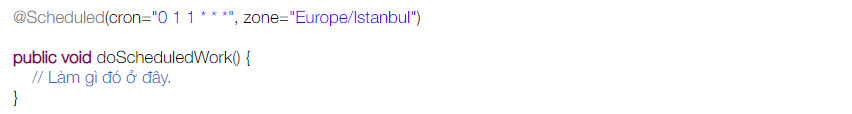 @Scheduled(cron="0 1 1 * * *", zone="Europe/Istanbul")
public void doScheduledWork() {
// Làm gì đó ở đây.
}